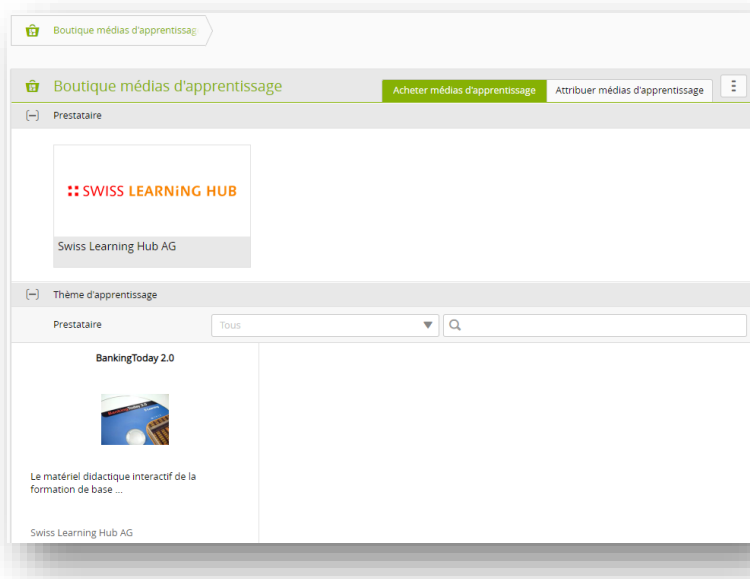 Boutique médias d'apprentissag
Boutique médias d'apprentissage
Acheter médias d'apprentissage
Attribuer médias d'apprentissage
Prestataire
SWISS LEARNiNG HUB
Swiss Learning Hub AG
Thème d'apprentissage
Prestataire
Tous
BankingToday 2.0
Le matériel didactique interactif de la
formation de base ...
Swiss Learning Hub AG